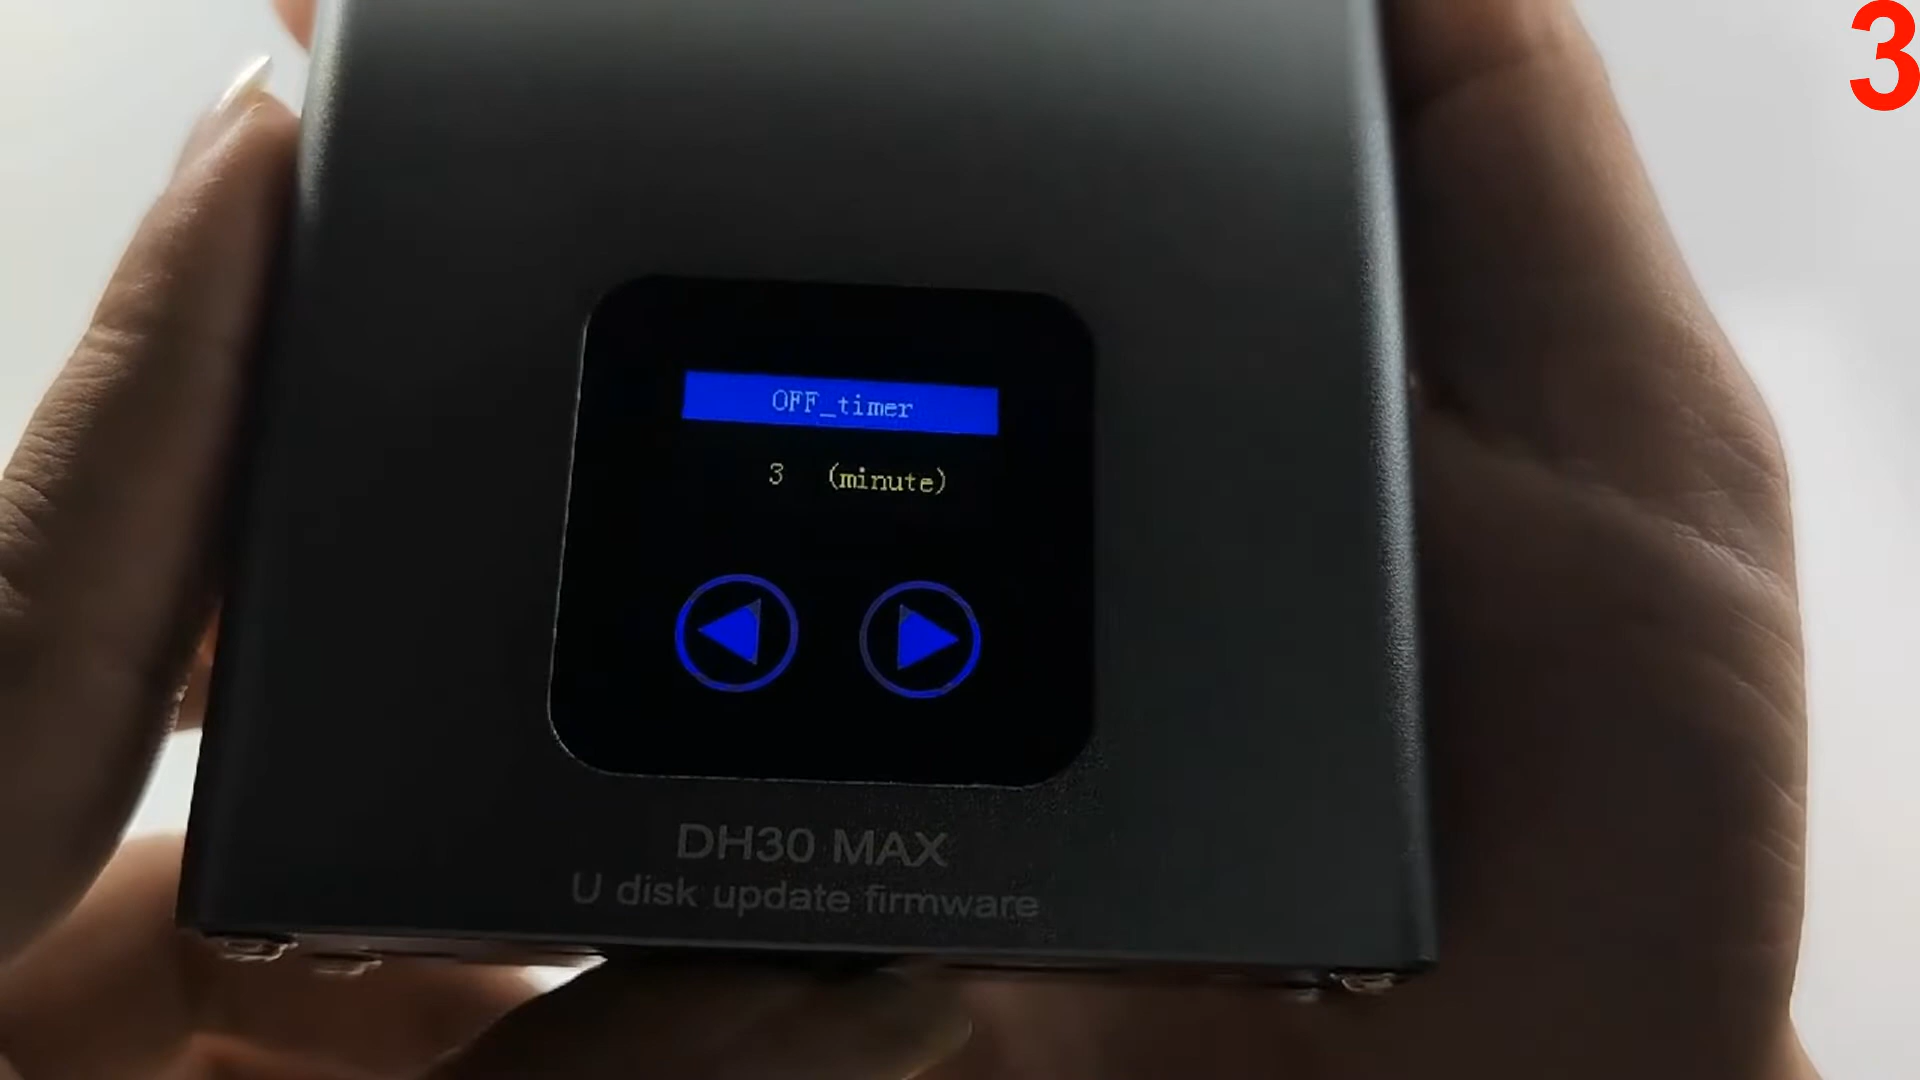 3
OFF_timer
3 (minute)
DH30 MAX
U disk update firmware